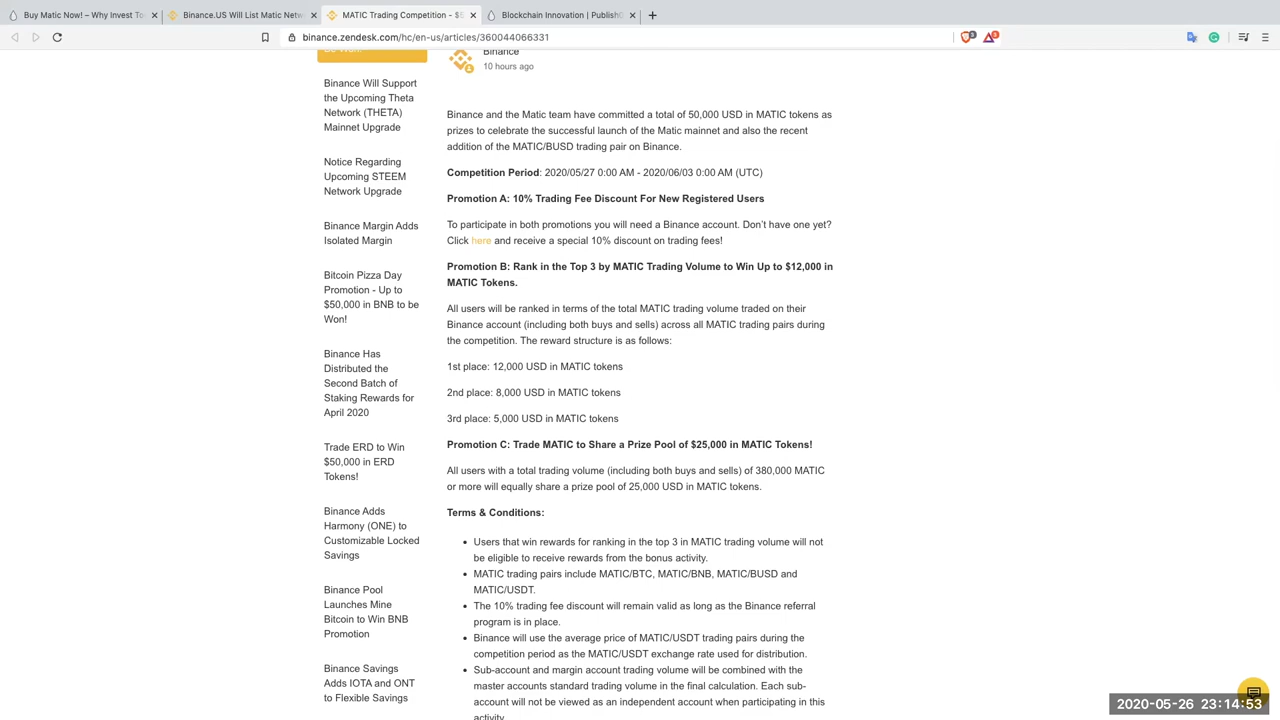 Buy Matic Now! – Why Invest To
Binance.US Will List Matic Netw
MATIC Trading Competition - $5
Blockchain Innovation | Publish0
binance.zendesk.com/hc/en-us/articles/360044066331
Be Won!
Binance Will Support
the Upcoming Theta
Network (THETA)
Mainnet Upgrade
Notice Regarding
Upcoming STEEM
Network Upgrade
Binance Margin Adds
Isolated Margin
Bitcoin Pizza Day
Promotion - Up to
$50,000 in BNB to be
Won!
Binance Has
Distributed the
Second Batch of
Staking Rewards for
April 2020
Trade ERD to Win
$50,000 in ERD
Tokens!
Binance Adds
Harmony (ONE) to
Customizable Locked
Savings
Binance Pool
Launches Mine
Bitcoin to Win BNB
Promotion
Binance Savings
Adds IOTA and ONT
to Flexible Savings
Binance
10 hours ago
Binance and the Matic team have committed a total of 50,000 USD in MATIC tokens as
prizes to celebrate the successful launch of the Matic mainnet and also the recent
addition of the MATIC/BUSD trading pair on Binance.
Competition Period: 2020/05/27 0:00 AM - 2020/06/03 0:00 AM (UTC)
Promotion A: 10% Trading Fee Discount For New Registered Users
To participate in both promotions you will need a Binance account. Don't have one yet?
Click here and receive a special 10% discount on trading fees!
Promotion B: Rank in the Top 3 by MATIC Trading Volume to Win Up to $12,000 in
MATIC Tokens.
All users will be ranked in terms of the total MATIC trading volume traded on their
Binance account (including both buys and sells) across all MATIC trading pairs during
the competition. The reward structure is as follows:
1st place: 12,000 USD in MATIC tokens
2nd place: 8,000 USD in MATIC tokens
3rd place: 5,000 USD in MATIC tokens
Promotion C: Trade MATIC to Share a Prize Pool of $25,000 in MATIC Tokens!
All users with a total trading volume (including both buys and sells) of 380,000 MATIC
or more will equally share a prize pool of 25,000 USD in MATIC tokens.
Terms & Conditions:
• Users that win rewards for ranking in the top 3 in MATIC trading volume will not
be eligible to receive rewards from the bonus activity.
• MATIC trading pairs include MATIC/BTC, MATIC/BNB, MATIC/BUSD and
MATIC/USDT.
• The 10% trading fee discount will remain valid as long as the Binance referral
program is in place.
• Binance will use the average price of MATIC/USDT trading pairs during the
competition period as the MATIC/USDT exchange rate used for distribution.
• Sub-account and margin account trading volume will be combined with the
master accounts standard trading volume in the final calculation. Each sub-
account will not be viewed as an independent account when participating in this
activity.
2020-05-26 23:14:53